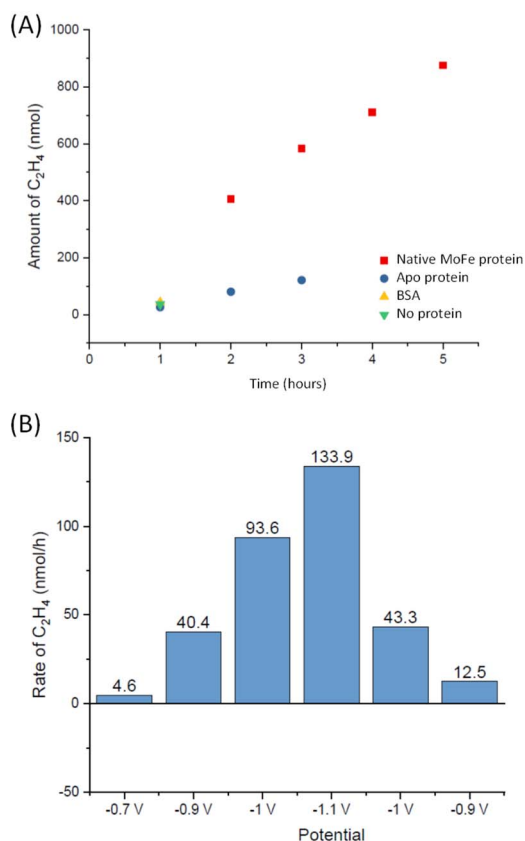 (A)
1000
800
600
400
200
0
Amount of C₂H₄ (nmol)
0 1 2 3 4 5
Time (hours)
Native MoFe protein
Apo protein
BSA
No protein
(B)
150
100
50
0
-50
Rate of C₂H₄ (nmol/h)
4.6
40.4
93.6
133.9
43.3
12.5
-0.7 V -0.9 V -1 V -1.1 V -1 V -0.9 V
Potential